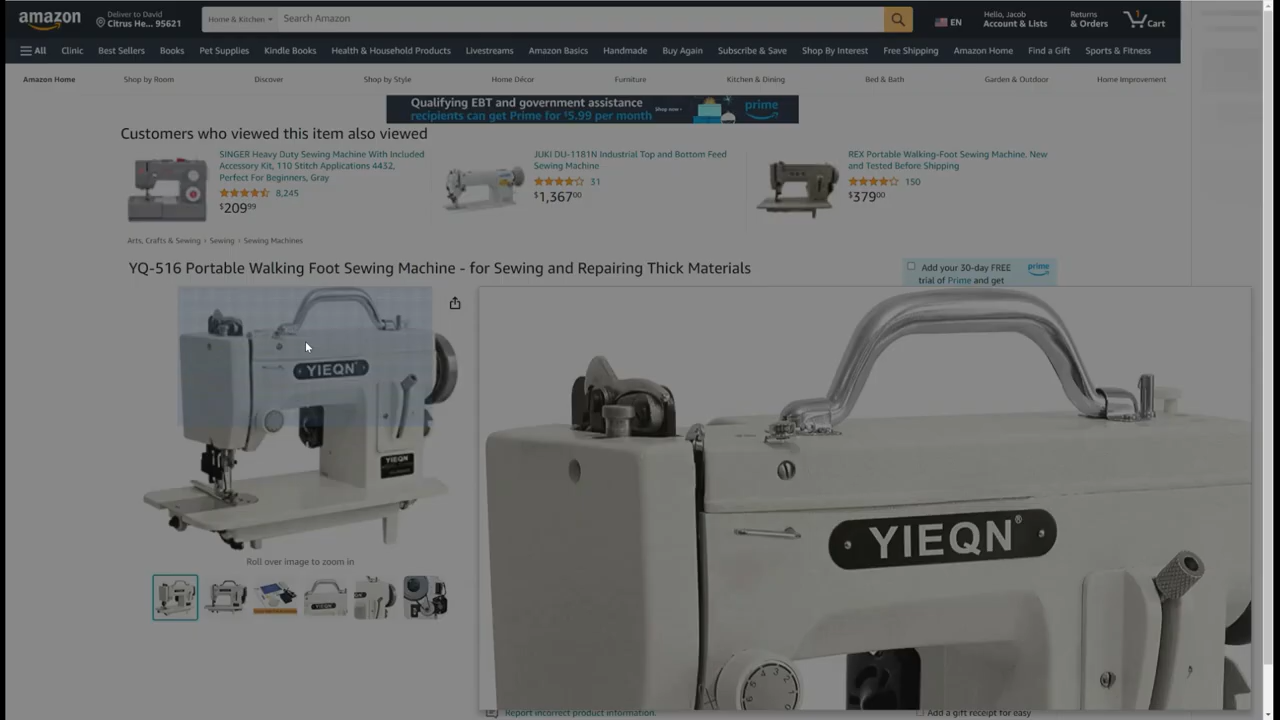 amazon
Deliver to David
Citrus He... 95621
Home & Kitchen
Search Amazon
EN
Hello, Jacob
Account & Lists
Returns
& Orders
1
Cart
All
Clinic
Best Sellers
Books
Pet Supplies
Kindle Books
Health & Household Products
Livestreams
Amazon Basics
Handmade
Buy Again
Subscribe & Save
Shop By Interest
Free Shipping
Amazon Home
Find a Gift
Sports & Fitness
Amazon Home
Shop by Room
Discover
Shop by Style
Home Décor
Furniture
Kitchen & Dining
Bed & Bath
Garden & Outdoor
Home Improvement
Qualifying EBT and government assistance
recipients can get Prime for $5.99 per month
Shop now
prime
Customers who viewed this item also viewed
SINGER Heavy Duty Sewing Machine With Included
Accessory Kit, 110 Stitch Applications 4432,
Perfect For Beginners, Gray
8,245
$209.99
JUKI DU-1181N Industrial Top and Bottom Feed
Sewing Machine
31
$1,367.00
REX Portable Walking-Foot Sewing Machine. New
and Tested Before Shipping
150
$379.00
Arts, Crafts & Sewing › Sewing › Sewing Machines
YQ-516 Portable Walking Foot Sewing Machine - for Sewing and Repairing Thick Materials
Add your 30-day FREE
trial of Prime and get
prime
YIEQN
YIEQN
Roll over image to zoom in
YIEQN®
6 5 4 3 2
Report incorrect product information.
Add a gift receipt for easy